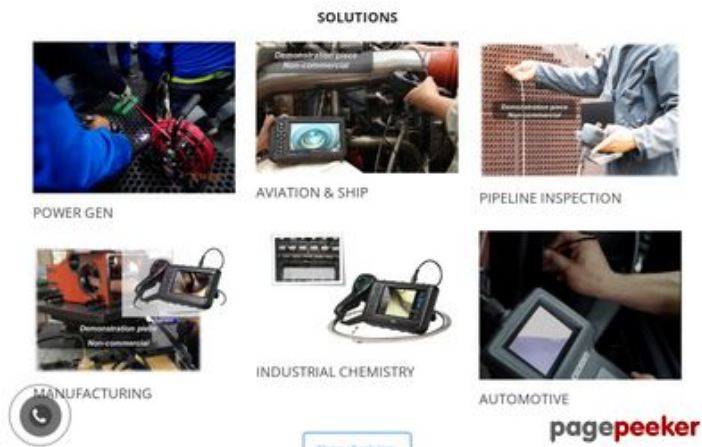 SOLUTIONS
Demonstration piece
Non-commercial
Demonstration piece
Non-commercial
POWER GEN
AVIATION & SHIP
PIPELINE INSPECTION
Demonstration piece
Non-commercial
MANUFACTURING
INDUSTRIAL CHEMISTRY
AUTOMOTIVE
pagepeeker